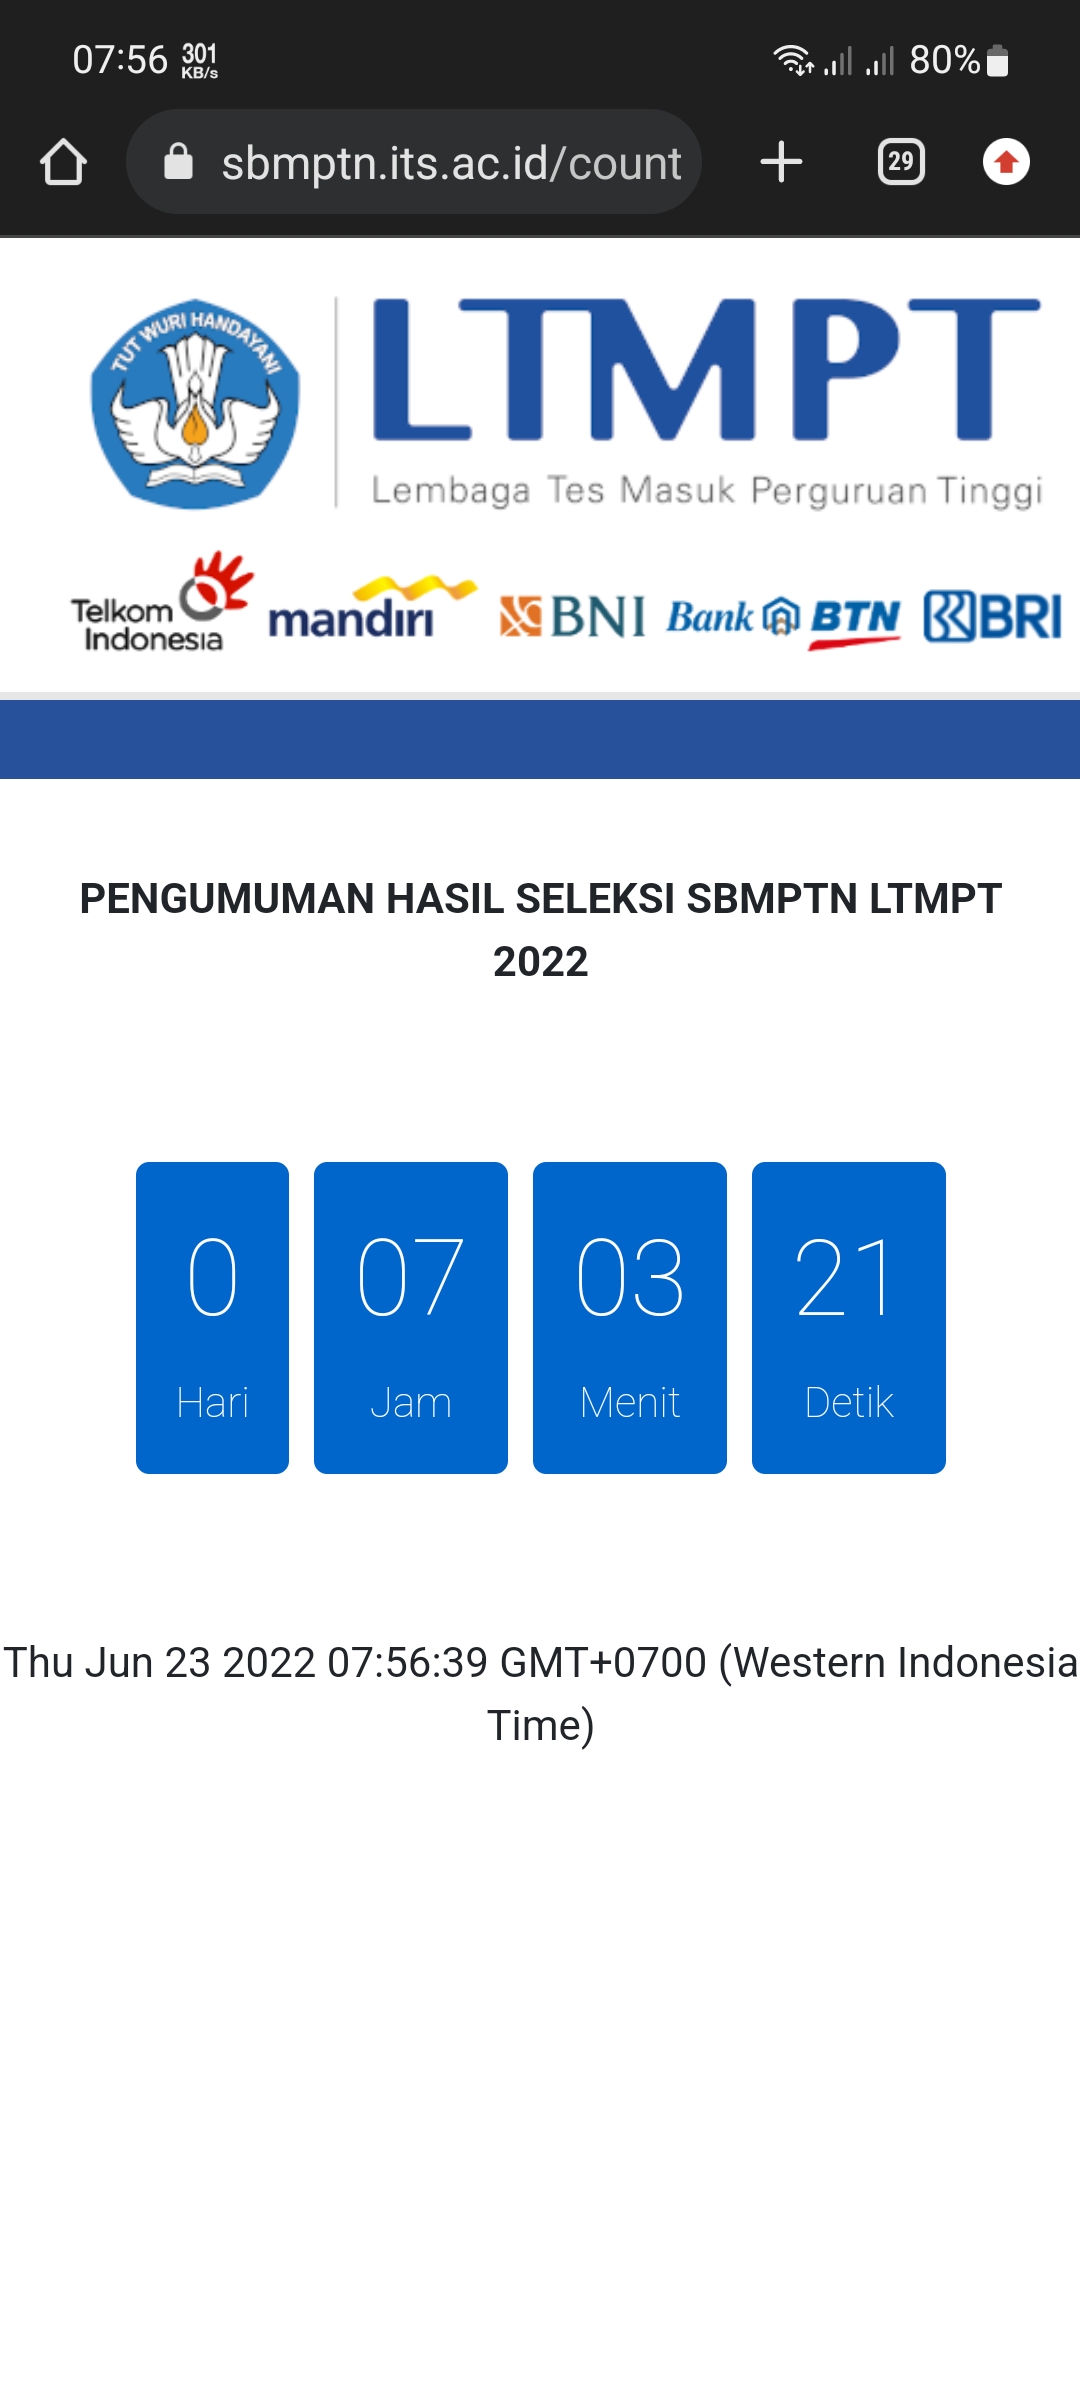 07:56 301 KB/s 80%
sbmptn.its.ac.id/count 29
TUT WURI HANDAYANI
LTMPT
Lembaga Tes Masuk Perguruan Tinggi
Telkom Indonesia mandiri BNI Bank BTN BRI
PENGUMUMAN HASIL SELEKSI SBMPTN LTMPT
2022
0 07 03 21
Hari Jam Menit Detik
Thu Jun 23 2022 07:56:39 GMT+0700 (Western Indonesia
Time)